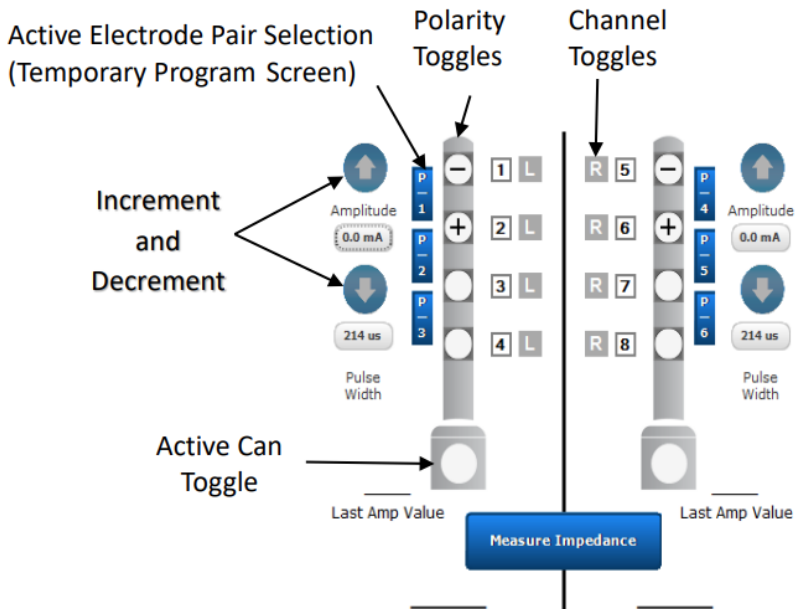 Active Electrode Pair Selection
(Temporary Program Screen)
Polarity
Toggles
Channel
Toggles
Increment
and
Decrement
Active Can
Toggle
Amplitude
0.0 mA
214 us
Pulse
Width
P
–
1
P
–
2
P
–
3
−
+
1 L
2 L
3 L
4 L
R 5
R 6
R 7
R 8
−
+
P
–
4
P
–
5
P
–
6
Amplitude
0.0 mA
214 us
Pulse
Width
Last Amp Value
Last Amp Value
Measure Impedance